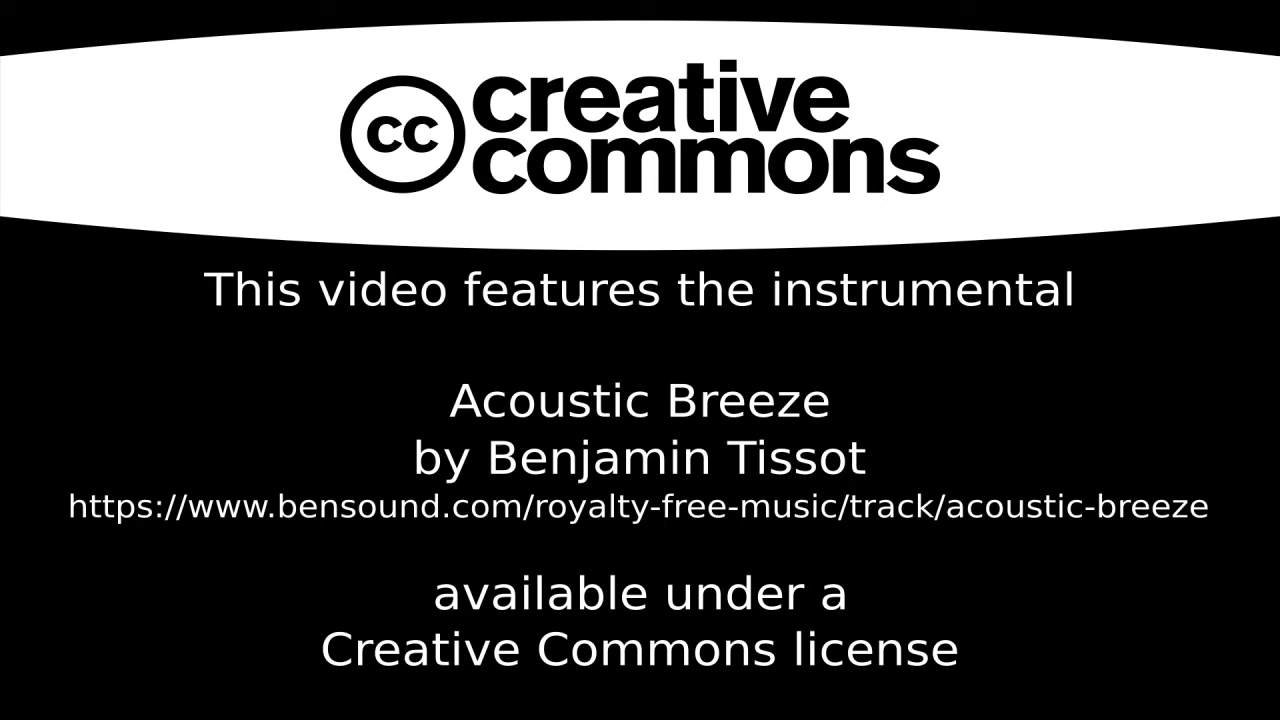 cc creative
commons
This video features the instrumental
Acoustic Breeze
by Benjamin Tissot
https://www.bensound.com/royalty-free-music/track/acoustic-breeze
available under a
Creative Commons license